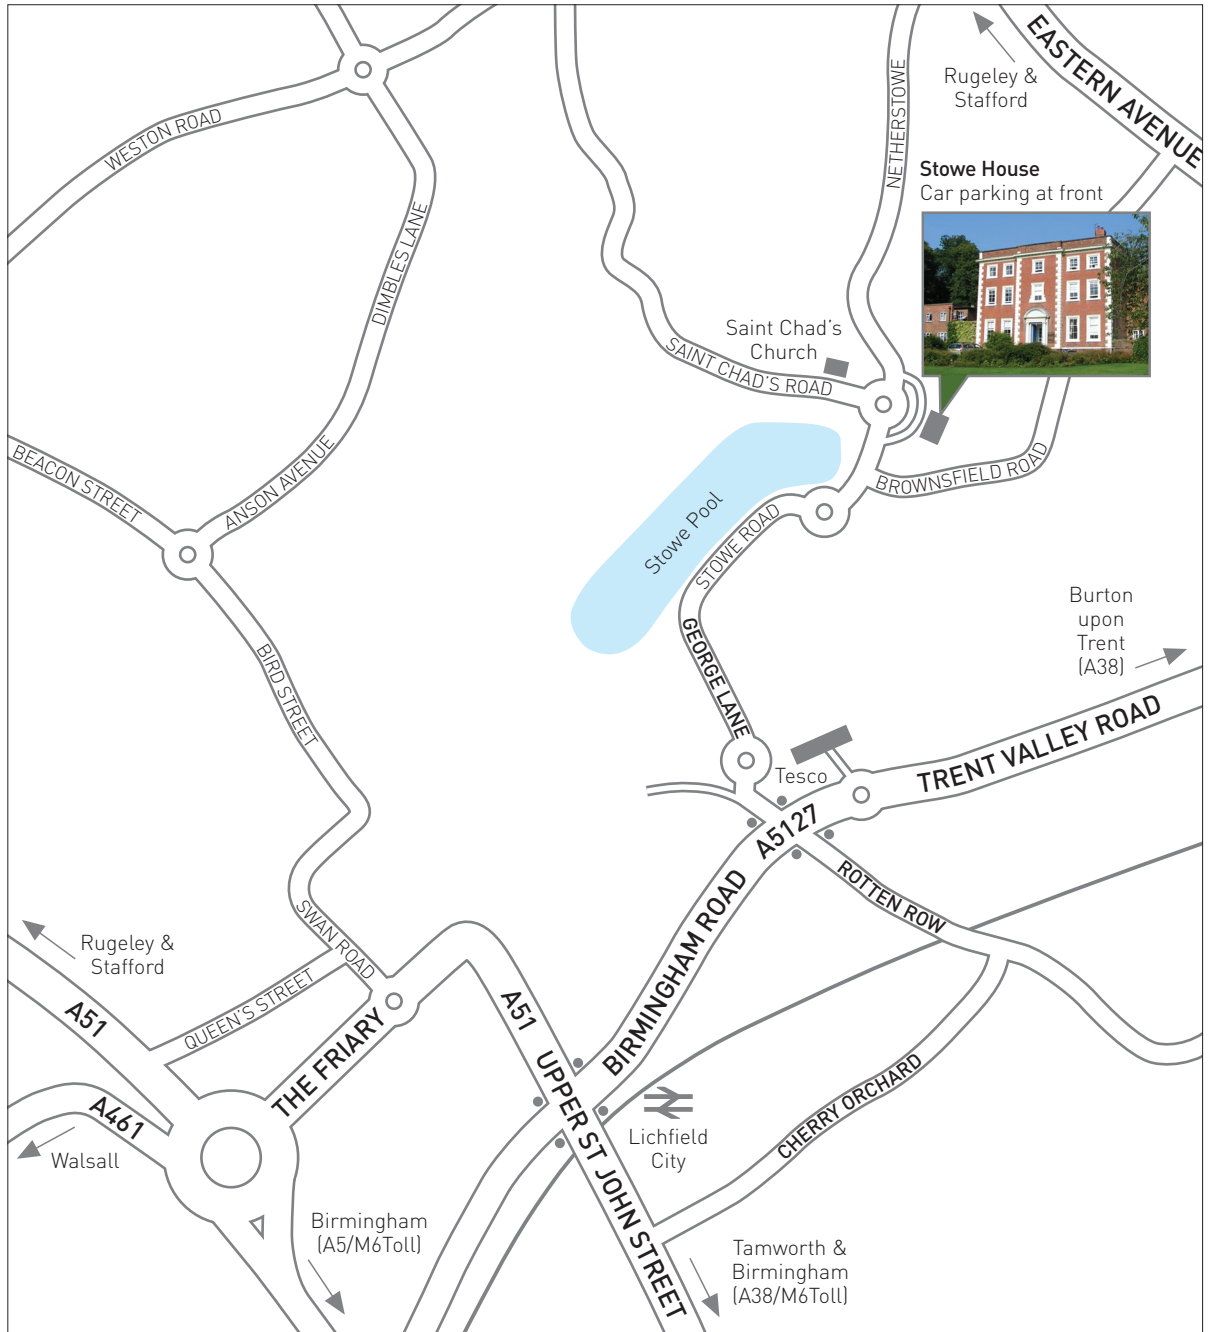 EASTERN AVENUE
Rugeley &
Stafford
NETHERSTOWE
WESTON ROAD
Stowe House
Car parking at front
DIMBLES LANE
Saint Chad's
Church
SAINT CHAD'S ROAD
BEACON STREET
ANSON AVENUE
BROWNSFIELD ROAD
Stowe Pool
STOWE ROAD
Burton
upon
Trent
(A38)
GEORGE LANE
BIRD STREET
TRENT VALLEY ROAD
Tesco
A5127
ROTTEN ROW
BIRMINGHAM ROAD
SWAN ROAD
Rugeley &
Stafford
QUEEN'S STREET
A51
A51
THE FRIARY
UPPER ST JOHN STREET
A461
CHERRY ORCHARD
Lichfield
City
Walsall
Birmingham
(A5/M6Toll)
Tamworth &
Birmingham
(A38/M6Toll)